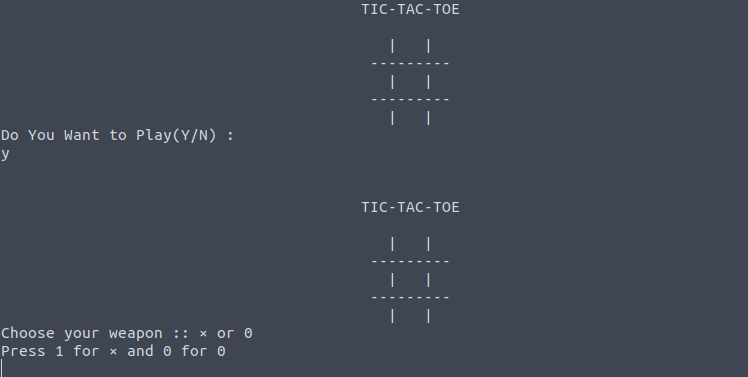 TIC-TAC-TOE
|   |
---------
|   |
---------
|   |
Do You Want to Play(Y/N) :
y
TIC-TAC-TOE
|   |
---------
|   |
---------
|   |
Choose your weapon :: × or 0
Press 1 for × and 0 for 0